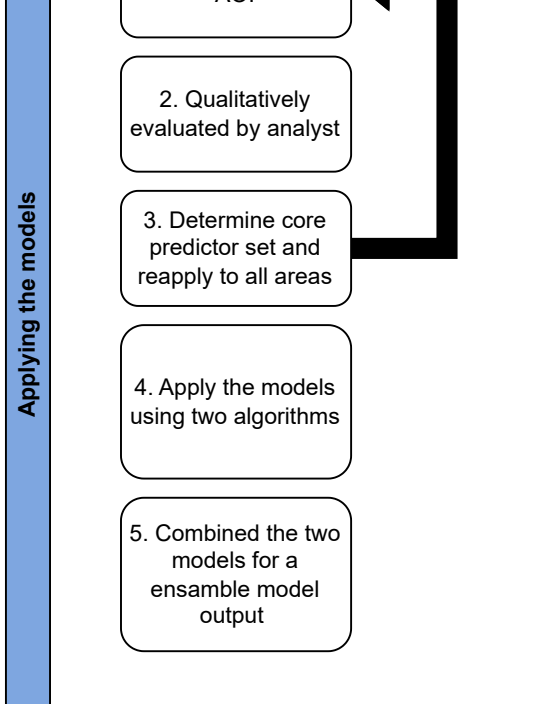 2. Qualitatively
evaluated by analyst
3. Determine core
predictor set and
reapply to all areas
4. Apply the models
using two algorithms
5. Combined the two
models for a
ensamble model
output
Applying the models